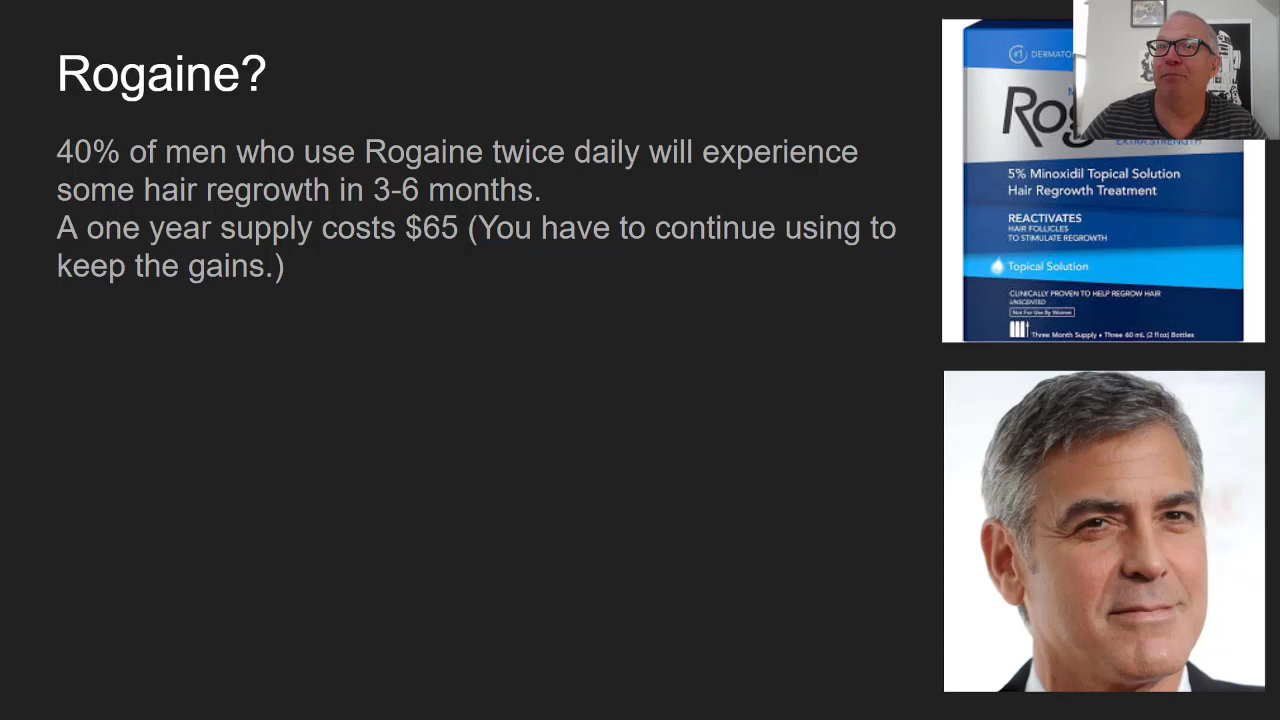 Rogaine?
40% of men who use Rogaine twice daily will experience
some hair regrowth in 3-6 months.
A one year supply costs $65 (You have to continue using to
keep the gains.)
#1 DERMATO
Rog
EXTRA STRENGTH
5% Minoxidil Topical Solution
Hair Regrowth Treatment
REACTIVATES
HAIR FOLLICLES
TO STIMULATE REGROWTH
Topical Solution
CLINICALLY PROVEN TO HELP REGROW HAIR
UNSCENTED
Not For Use By Women
Three Month Supply • Three 60 mL (2 fl oz) Bottles